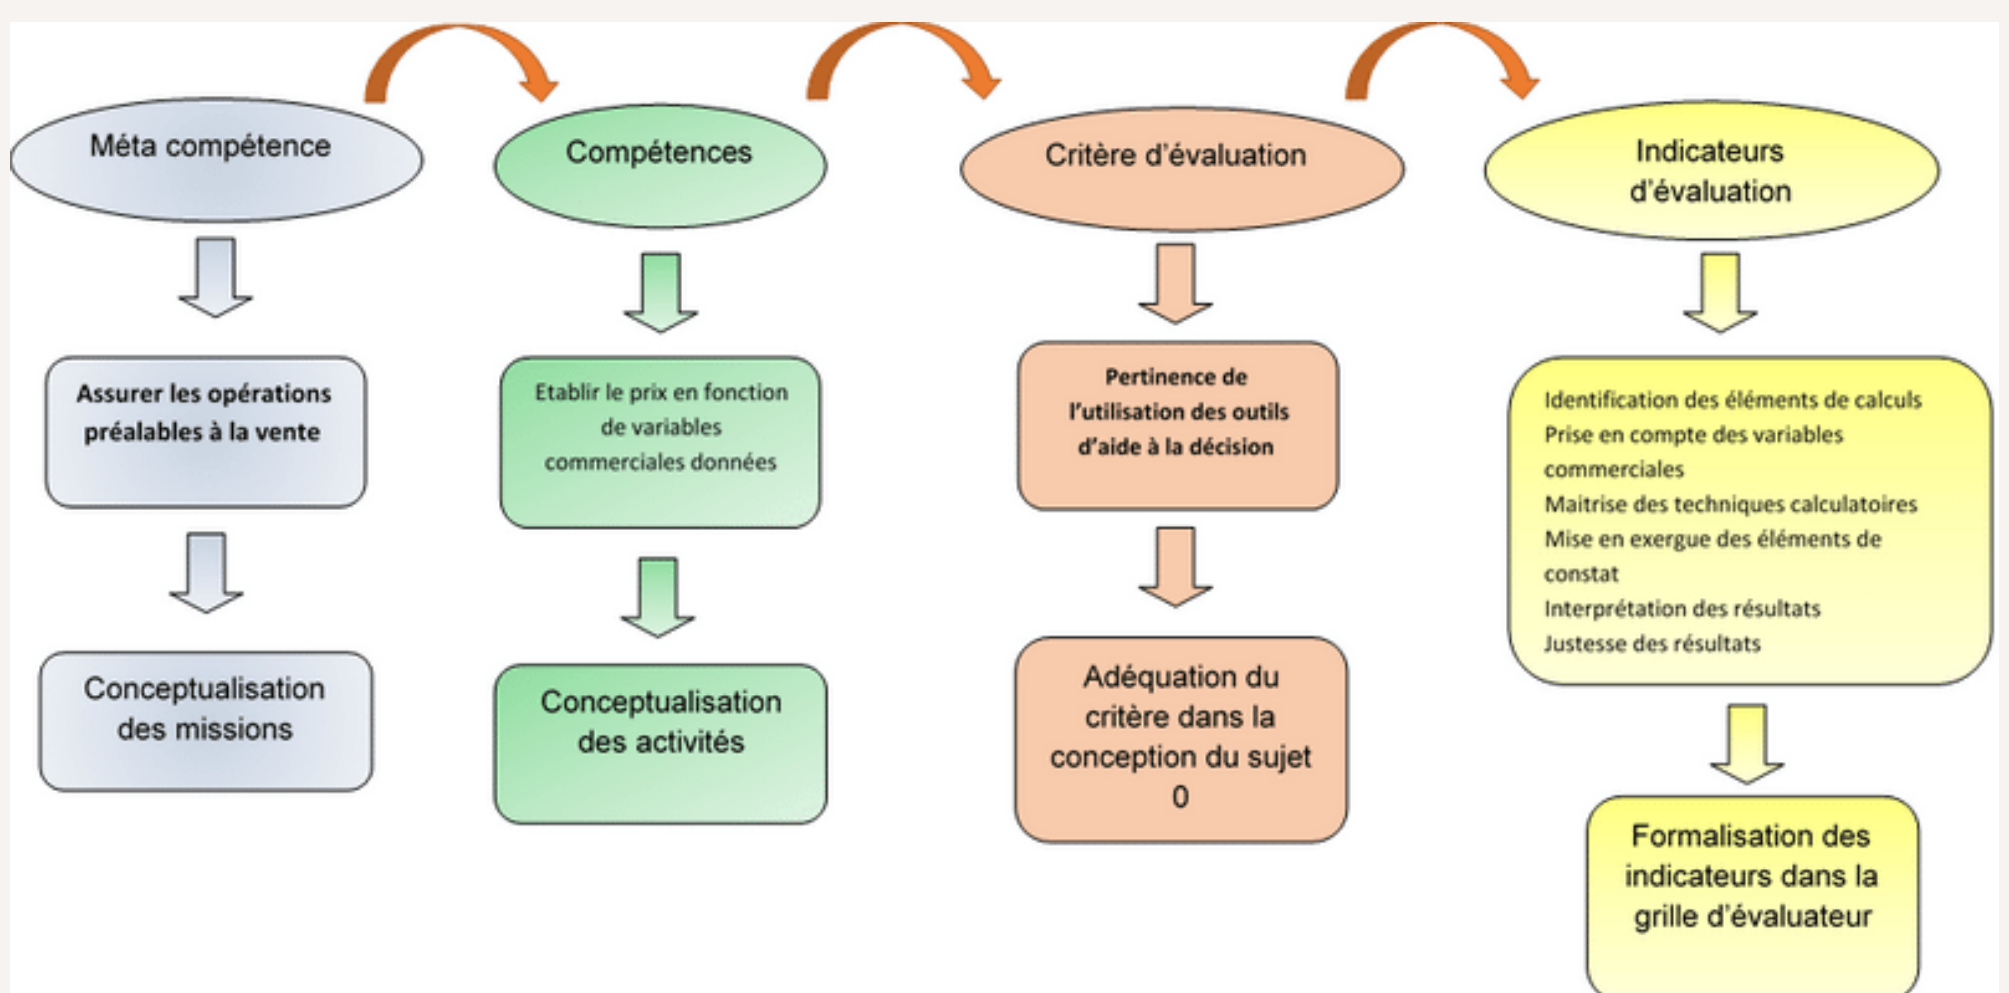 Méta compétence
Assurer les opérations
préalables à la vente
Conceptualisation
des missions
Compétences
Etablir le prix en fonction
de variables
commerciales données
Conceptualisation
des activités
Critère d'évaluation
Pertinence de
l'utilisation des outils
d'aide à la décision
Adéquation du
critère dans la
conception du sujet
0
Indicateurs
d'évaluation
Identification des éléments de calculs
Prise en compte des variables
commerciales
Maitrise des techniques calculatoires
Mise en exergue des éléments de
constat
Interprétation des résultats
Justesse des résultats
Formalisation des
indicateurs dans la
grille d'évaluateur